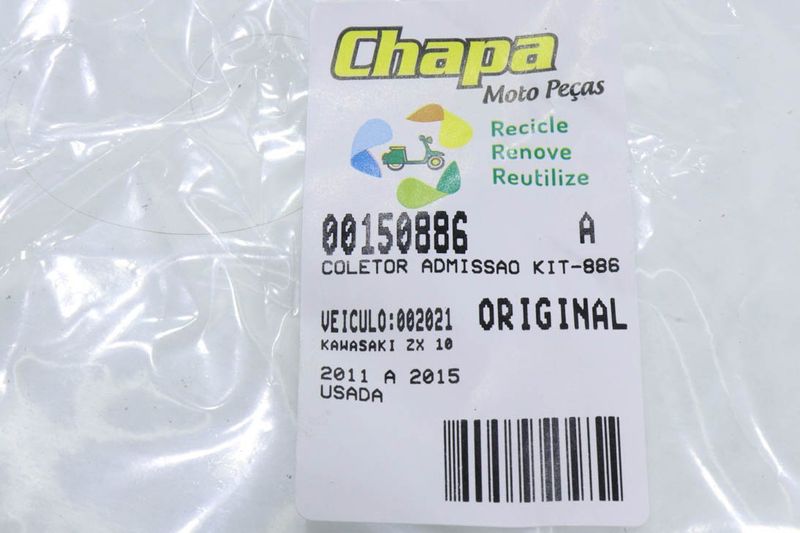 Chapa
Moto Peças
Recicle
Renove
Reutilize
00150886 A
COLETOR ADMISSAO KIT-886
VEICULO:002021 ORIGINAL
KAWASAKI ZX 10
2011 A 2015
USADA